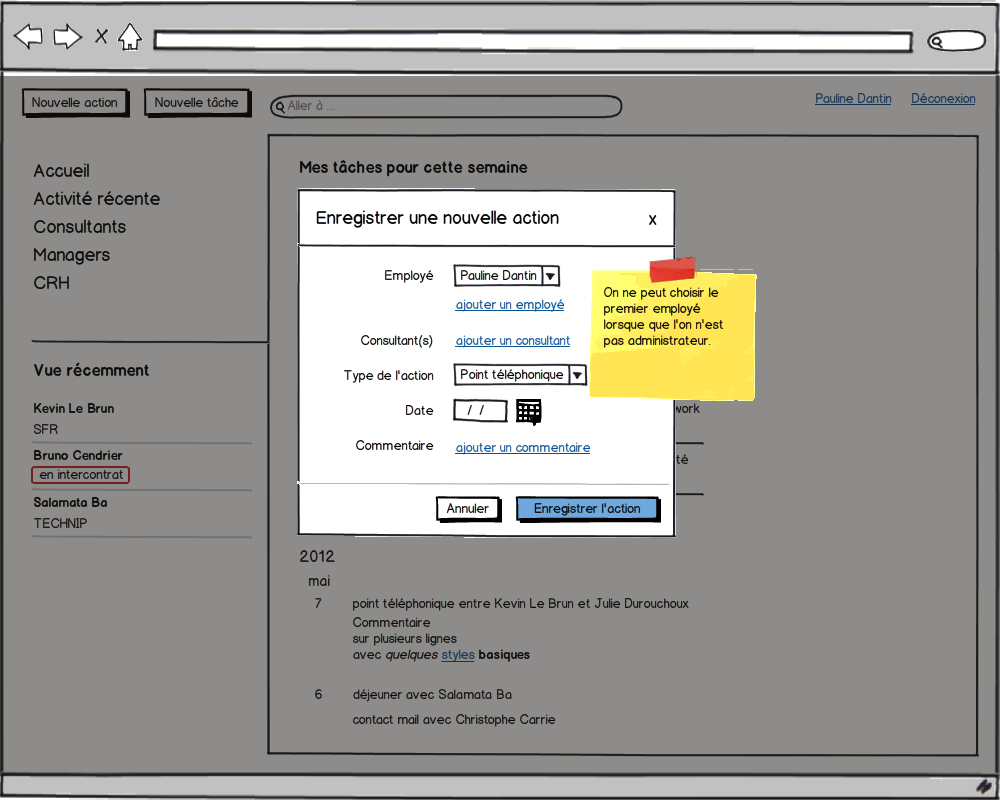 Nouvelle action
Nouvelle tâche
Aller à ...
Pauline Dantin
Déconexion
Accueil
Activité récente
Consultants
Managers
CRH
Vue récemment
Kevin Le Brun
SFR
Bruno Cendrier
en intercontrat
Salamata Ba
TECHNIP
Mes tâches pour cette semaine
Enregistrer une nouvelle action
x
Employé
Pauline Dantin
ajouter un employé
Consultant(s)
ajouter un consultant
Type de l'action
Point téléphonique
Date
/ /
Commentaire
ajouter un commentaire
Annuler
Enregistrer l'action
On ne peut choisir le
premier employé
lorsque que l'on n'est
pas administrateur.
work
té
2012
mai
7
point téléphonique entre Kevin Le Brun et Julie Durouchoux
Commentaire
sur plusieurs lignes
avec quelques styles basiques
6
déjeuner avec Salamata Ba
contact mail avec Christophe Carrie